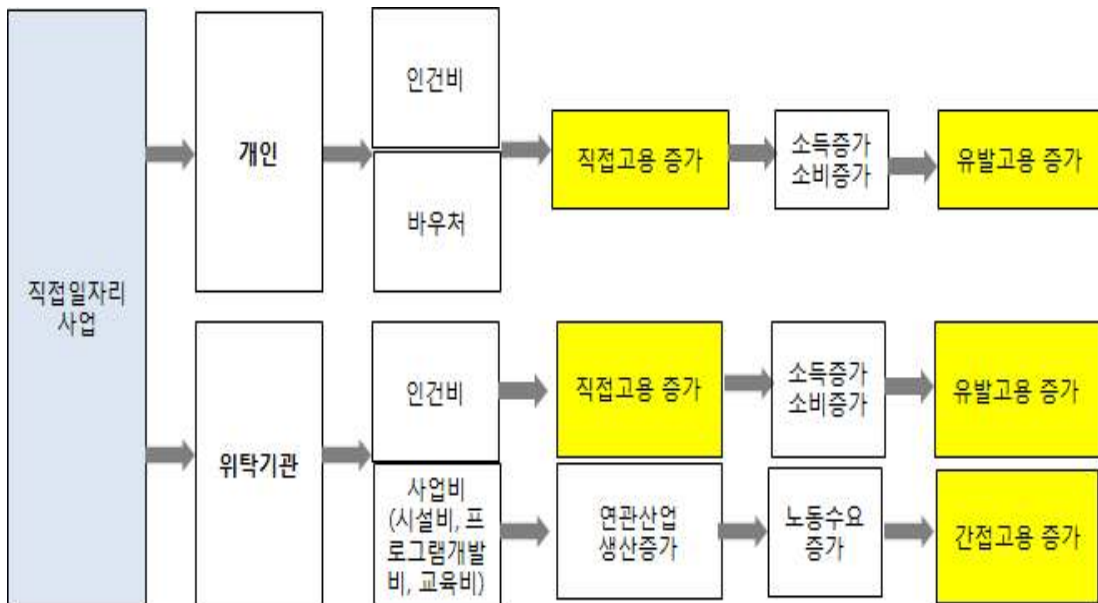 직접일자리
사업
개인
인건비
바우처
직접고용 증가
소득증가
소비증가
유발고용 증가
위탁기관
인건비
직접고용 증가
소득증가
소비증가
유발고용 증가
사업비
(시설비, 프
로그램개발
비, 교육비)
연관산업
생산증가
노동수요
증가
간접고용 증가